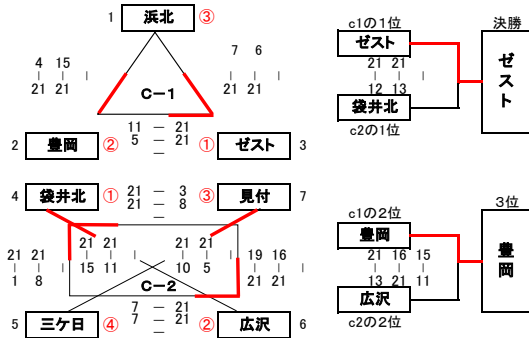 1 浜北 ③
4 15 7 6
| | | | | |
21 21 21 21
C-1
11 — 21
5 — 21
—
2 豊岡 ② ① ゼスト 3
4 袋井北 ① 21 — 3 ③ 見付 7
21 — 8
—
21 21 21 21
21 21 | | | | | | 19 16
| | | 15 11 10 5 | | |
1 8 21 21
C-2
7 — 21
7 — 21
—
5 三ケ日 ④ ② 広沢 6
c1の1位 決勝
ゼスト
21 21
| | |
12 13
袋井北
c2の1位
ゼスト
c1の2位 3位
豊岡
21 16 15
| | |
13 21 11
広沢
c2の2位
豊岡